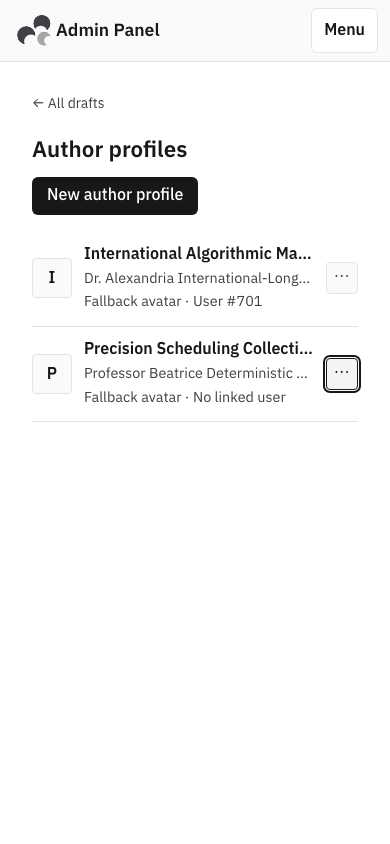 Admin Panel
Menu
← All drafts
Author profiles
New author profile
I
International Algorithmic Ma...
Dr. Alexandria International-Long...
Fallback avatar · User #701
...
P
Precision Scheduling Collecti...
Professor Beatrice Deterministic ...
Fallback avatar · No linked user
...